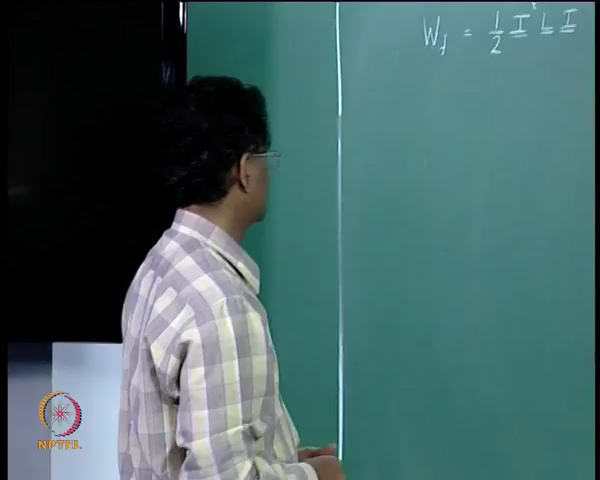 W_f = 1/2 I^t L I
NPTEL